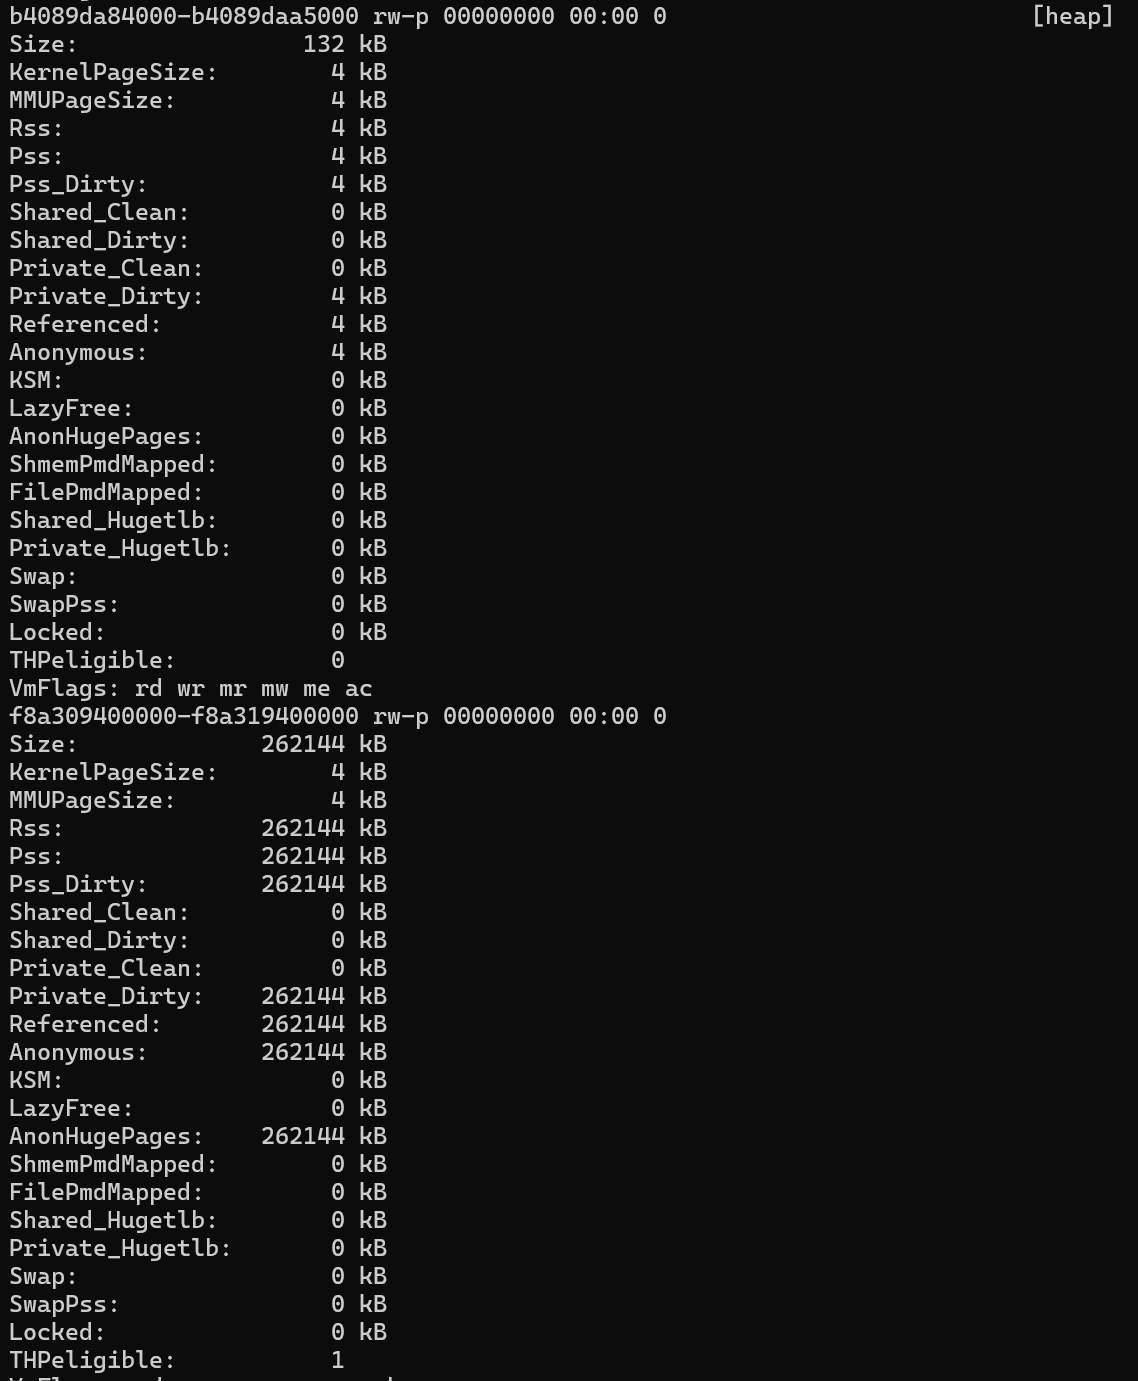 b4089da84000-b4089daa5000 rw-p 00000000 00:00 0 [heap]
Size: 132 kB
KernelPageSize: 4 kB
MMUPageSize: 4 kB
Rss: 4 kB
Pss: 4 kB
Pss_Dirty: 4 kB
Shared_Clean: 0 kB
Shared_Dirty: 0 kB
Private_Clean: 0 kB
Private_Dirty: 4 kB
Referenced: 4 kB
Anonymous: 4 kB
KSM: 0 kB
LazyFree: 0 kB
AnonHugePages: 0 kB
ShmemPmdMapped: 0 kB
FilePmdMapped: 0 kB
Shared_Hugetlb: 0 kB
Private_Hugetlb: 0 kB
Swap: 0 kB
SwapPss: 0 kB
Locked: 0 kB
THPeligible: 0
VmFlags: rd wr mr mw me ac
f8a309400000-f8a319400000 rw-p 00000000 00:00 0
Size: 262144 kB
KernelPageSize: 4 kB
MMUPageSize: 4 kB
Rss: 262144 kB
Pss: 262144 kB
Pss_Dirty: 262144 kB
Shared_Clean: 0 kB
Shared_Dirty: 0 kB
Private_Clean: 0 kB
Private_Dirty: 262144 kB
Referenced: 262144 kB
Anonymous: 262144 kB
KSM: 0 kB
LazyFree: 0 kB
AnonHugePages: 262144 kB
ShmemPmdMapped: 0 kB
FilePmdMapped: 0 kB
Shared_Hugetlb: 0 kB
Private_Hugetlb: 0 kB
Swap: 0 kB
SwapPss: 0 kB
Locked: 0 kB
THPeligible: 1